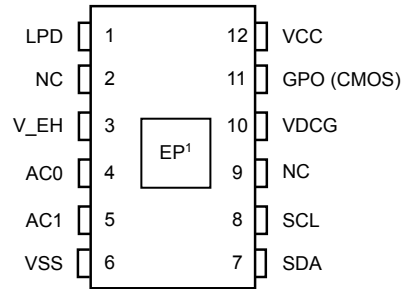 LPD 1 12 VCC
NC 2 11 GPO (CMOS)
V_EH 3 10 VDCG
EP¹
AC0 4 9 NC
AC1 5 8 SCL
VSS 6 7 SDA